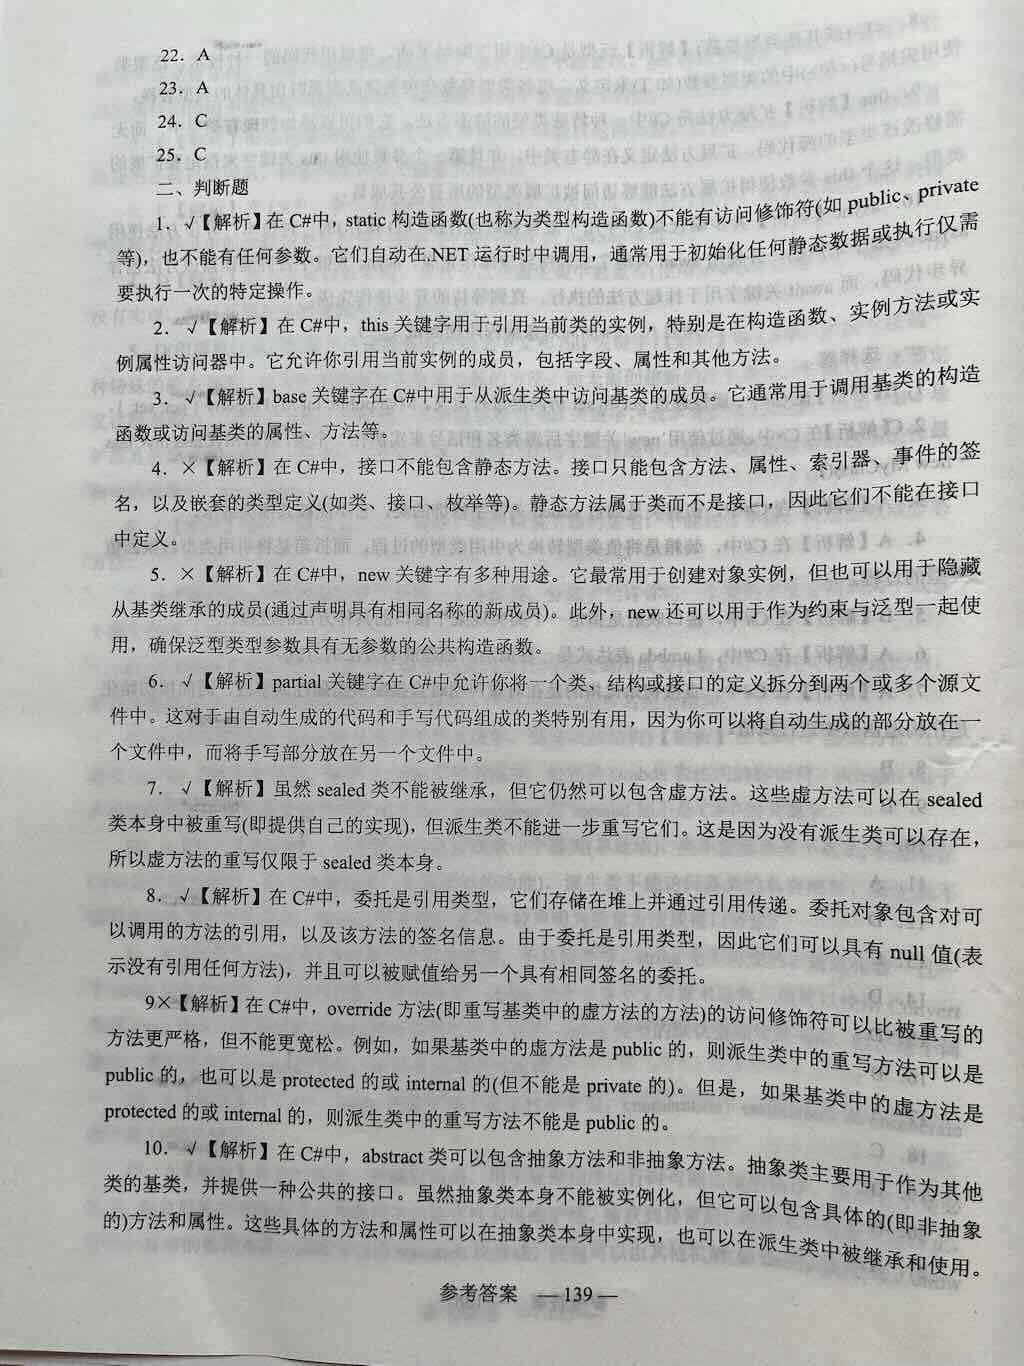 22．A
23．A
24．C
25．C
二、判断题
1．√【解析】在 C#中，static 构造函数(也称为类型构造函数)不能有访问修饰符(如 public、private
等)，也不能有任何参数。它们自动在.NET 运行时中调用，通常用于初始化任何静态数据或执行仅需
要执行一次的特定操作。
2．√【解析】在 C#中，this 关键字用于引用当前类的实例，特别是在构造函数、实例方法或实
例属性访问器中。它允许你引用当前实例的成员，包括字段、属性和其他方法。
3．√【解析】base 关键字在 C#中用于从派生类中访问基类的成员。它通常用于调用基类的构造
函数或访问基类的属性、方法等。
4．×【解析】在 C#中，接口不能包含静态方法。接口只能包含方法、属性、索引器、事件的签
名，以及嵌套的类型定义(如类、接口、枚举等)。静态方法属于类而不是接口，因此它们不能在接口
中定义。
5．×【解析】在 C#中，new 关键字有多种用途。它最常用于创建对象实例，但也可以用于隐藏
从基类继承的成员(通过声明具有相同名称的新成员)。此外，new 还可以用于作为约束与泛型一起使
用，确保泛型类型参数具有无参数的公共构造函数。
6．√【解析】partial 关键字在 C#中允许你将一个类、结构或接口的定义拆分到两个或多个源文
件中。这对于由自动生成的代码和手写代码组成的类特别有用，因为你可以将自动生成的部分放在一
个文件中，而将手写部分放在另一个文件中。
7．√【解析】虽然 sealed 类不能被继承，但它仍然可以包含虚方法。这些虚方法可以在 sealed
类本身中被重写(即提供自己的实现)，但派生类不能进一步重写它们。这是因为没有派生类可以存在，
所以虚方法的重写仅限于 sealed 类本身。
8．√【解析】在 C#中，委托是引用类型，它们存储在堆上并通过引用传递。委托对象包含对可
以调用的方法的引用，以及该方法的签名信息。由于委托是引用类型，因此它们可以具有 null 值(表
示没有引用任何方法)，并且可以被赋值给另一个具有相同签名的委托。
9×【解析】在 C#中，override 方法(即重写基类中的虚方法的方法)的访问修饰符可以比被重写的
方法更严格，但不能更宽松。例如，如果基类中的虚方法是 public 的，则派生类中的重写方法可以是
public 的，也可以是 protected 的或 internal 的(但不能是 private 的)。但是，如果基类中的虚方法是
protected 的或 internal 的，则派生类中的重写方法不能是 public 的。
10．√【解析】在 C#中，abstract 类可以包含抽象方法和非抽象方法。抽象类主要用于作为其他
类的基类，并提供一种公共的接口。虽然抽象类本身不能被实例化，但它可以包含具体的(即非抽象
的)方法和属性。这些具体的方法和属性可以在抽象类本身中实现，也可以在派生类中被继承和使用。
参考答案 — 139 —